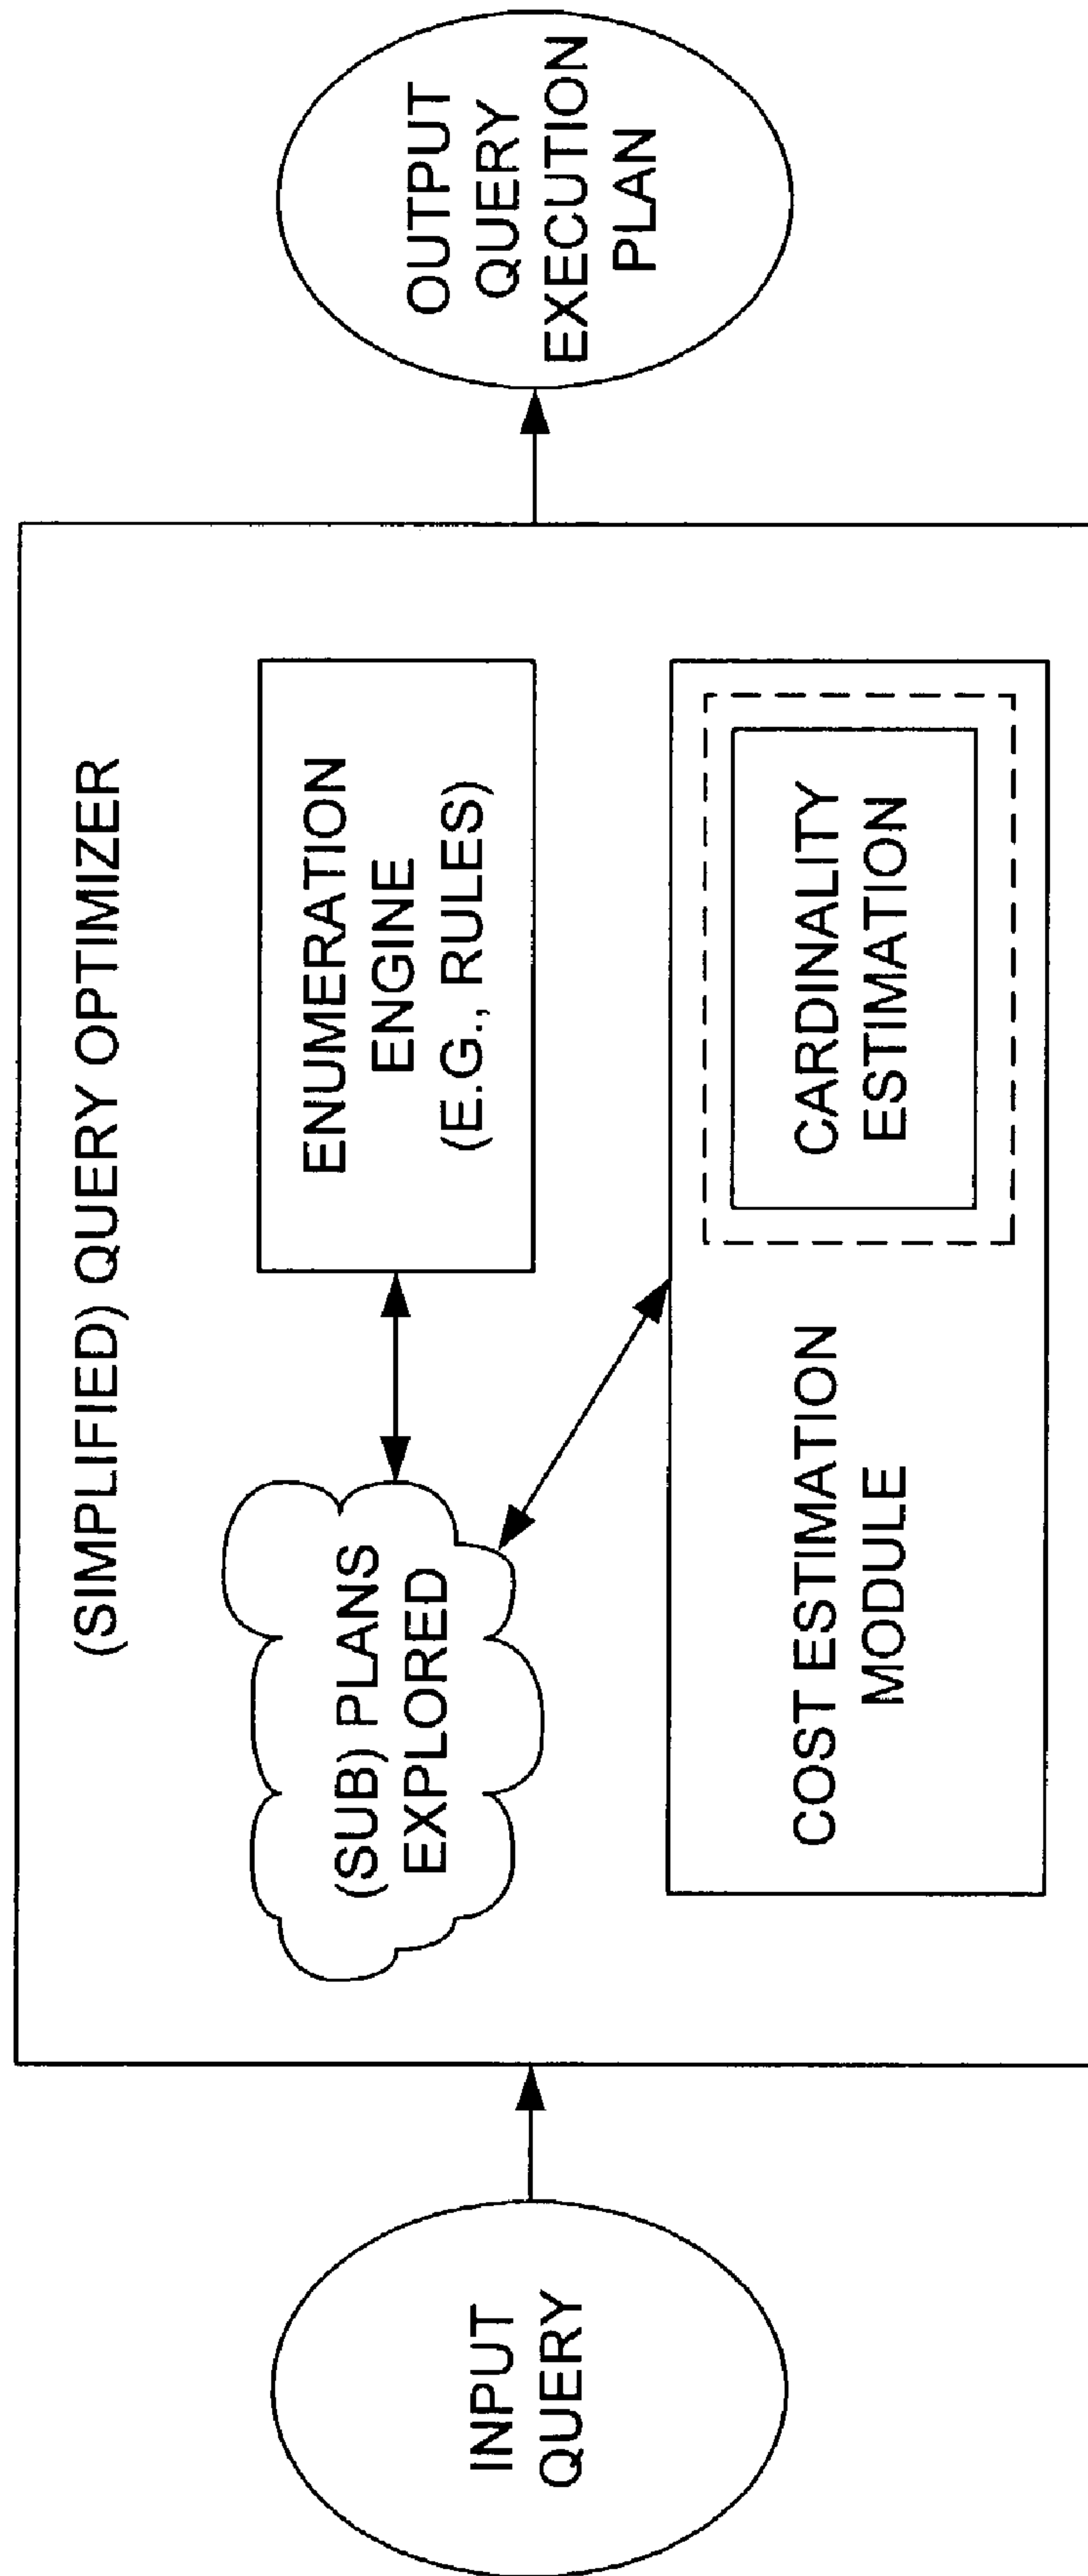 (SIMPLIFIED) QUERY OPTIMIZER
INPUT
QUERY
(SUB) PLANS
EXPLORED
ENUMERATION
ENGINE
(E.G., RULES)
COST ESTIMATION
MODULE
CARDINALITY
ESTIMATION
OUTPUT
QUERY
EXECUTION
PLAN